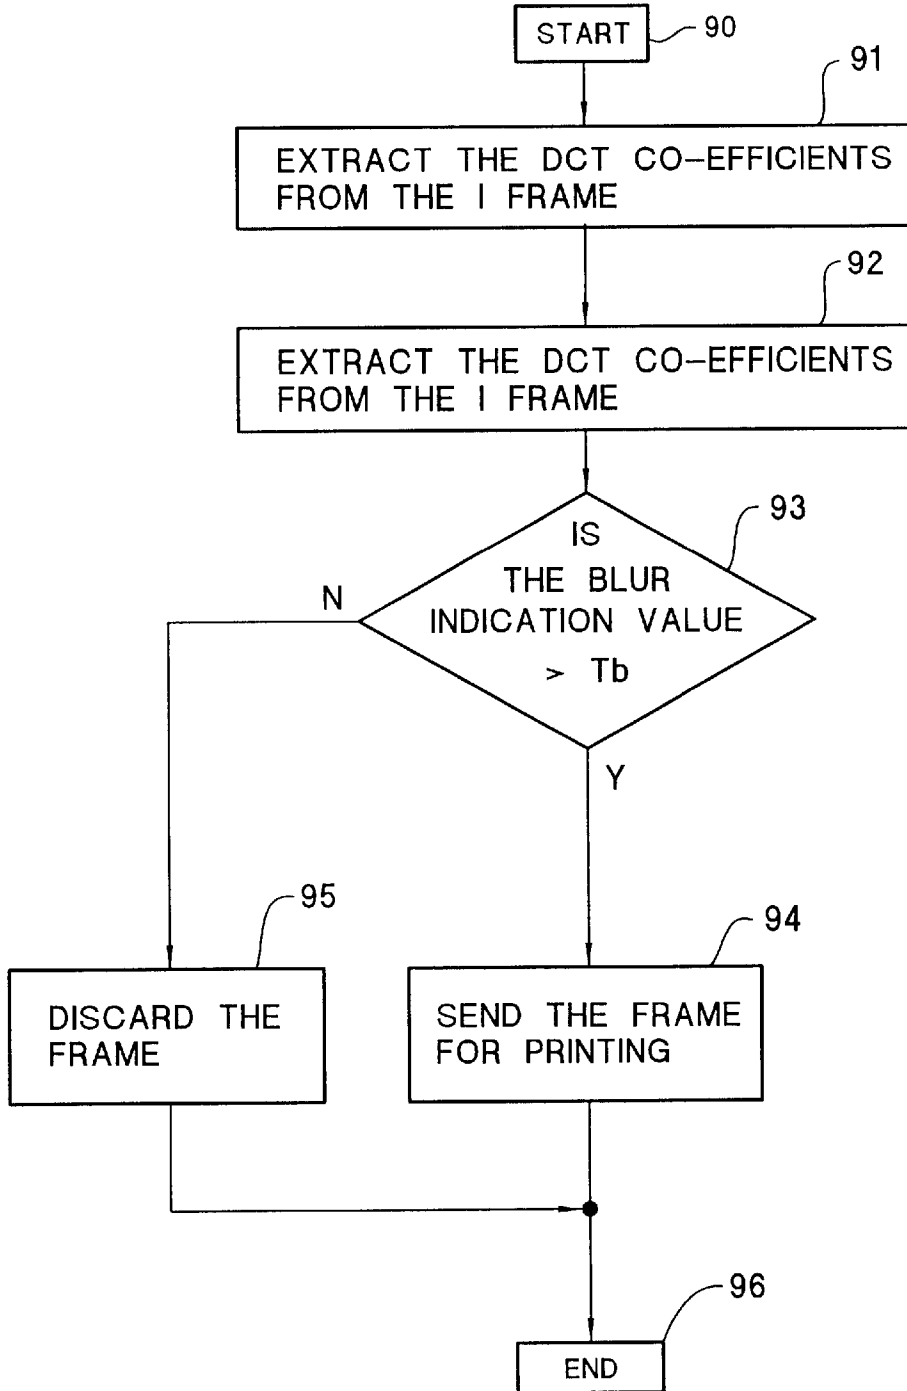 START
90
91
EXTRACT THE DCT CO-EFFICIENTS
FROM THE I FRAME
92
EXTRACT THE DCT CO-EFFICIENTS
FROM THE I FRAME
93
IS
THE BLUR
INDICATION VALUE
> Tb
N
Y
95
94
DISCARD THE
FRAME
SEND THE FRAME
FOR PRINTING
96
END